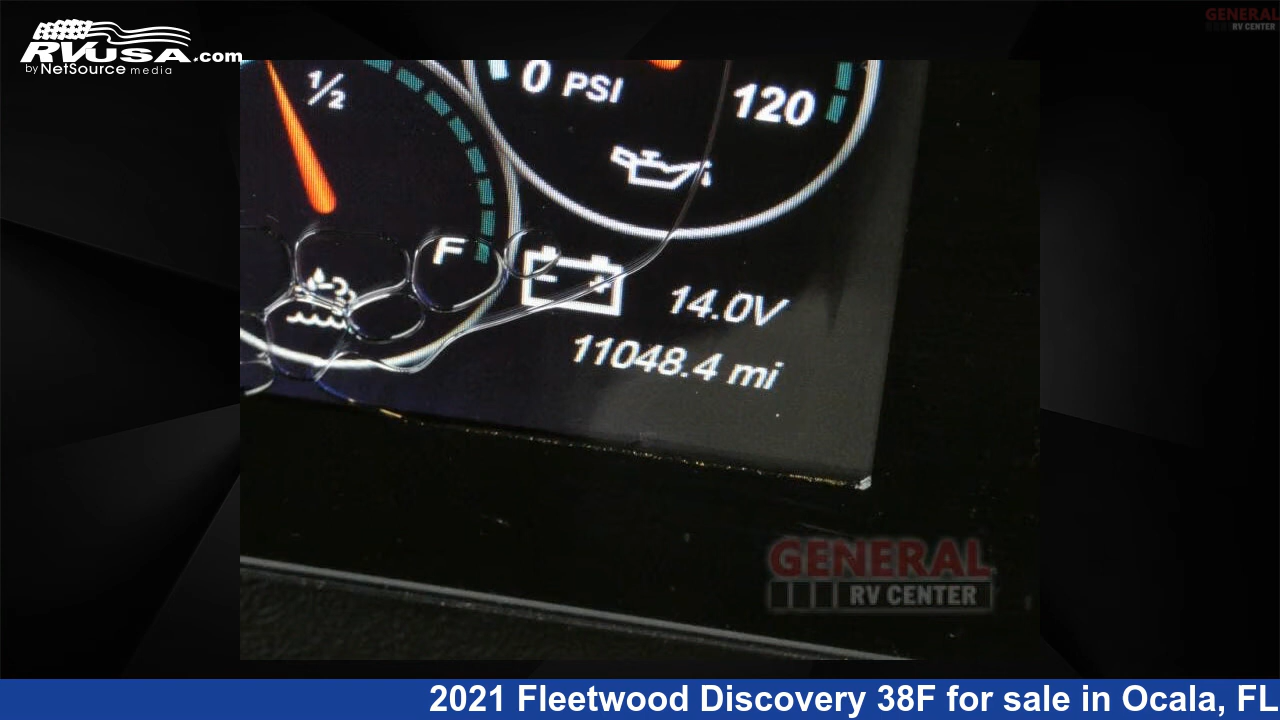 RVUSA.com
by NetSource media
GENERAL
RV CENTER
1/2
0 PSI
120
F
14.0V
11048.4 mi
GENERAL
RV CENTER
2021 Fleetwood Discovery 38F for sale in Ocala, FL